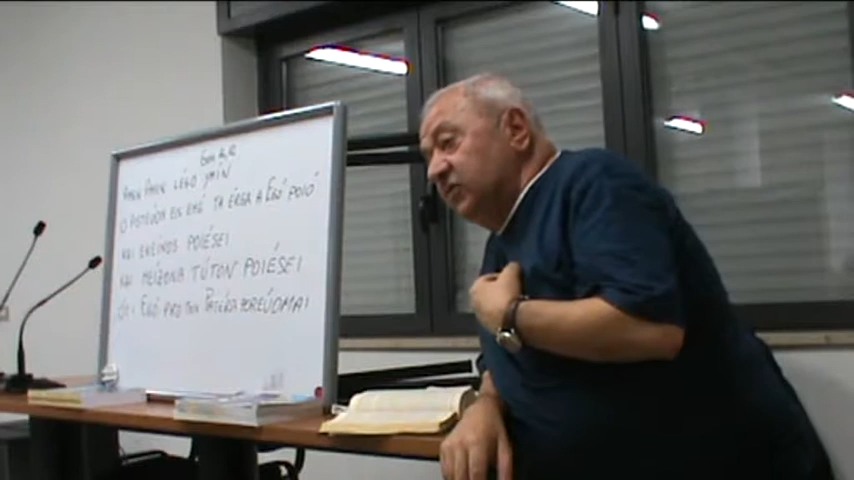 AMEN AMEN LÉGO YMÍN
O PISTEÚON EIS EMÉ TA ÉRGA A EGÓ POIÓ
KAI EKEÍNOS POIÉSEI
KAI MEÍZONA TÚTON POIÉSEI
ÓTI EGÓ PROS TON PATÉRA POREÚOMAI